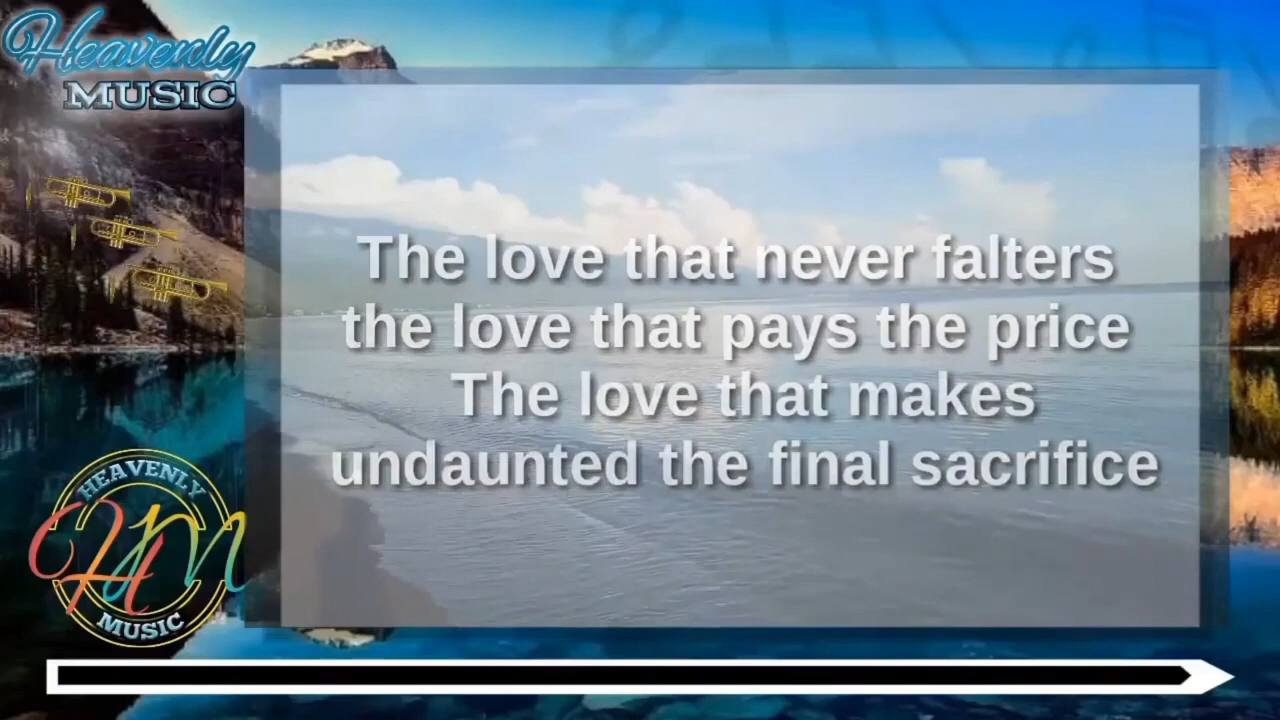 Heavenly
MUSIC
The love that never falters
the love that pays the price
The love that makes
undaunted the final sacrifice
HEAVENLY
HM
MUSIC